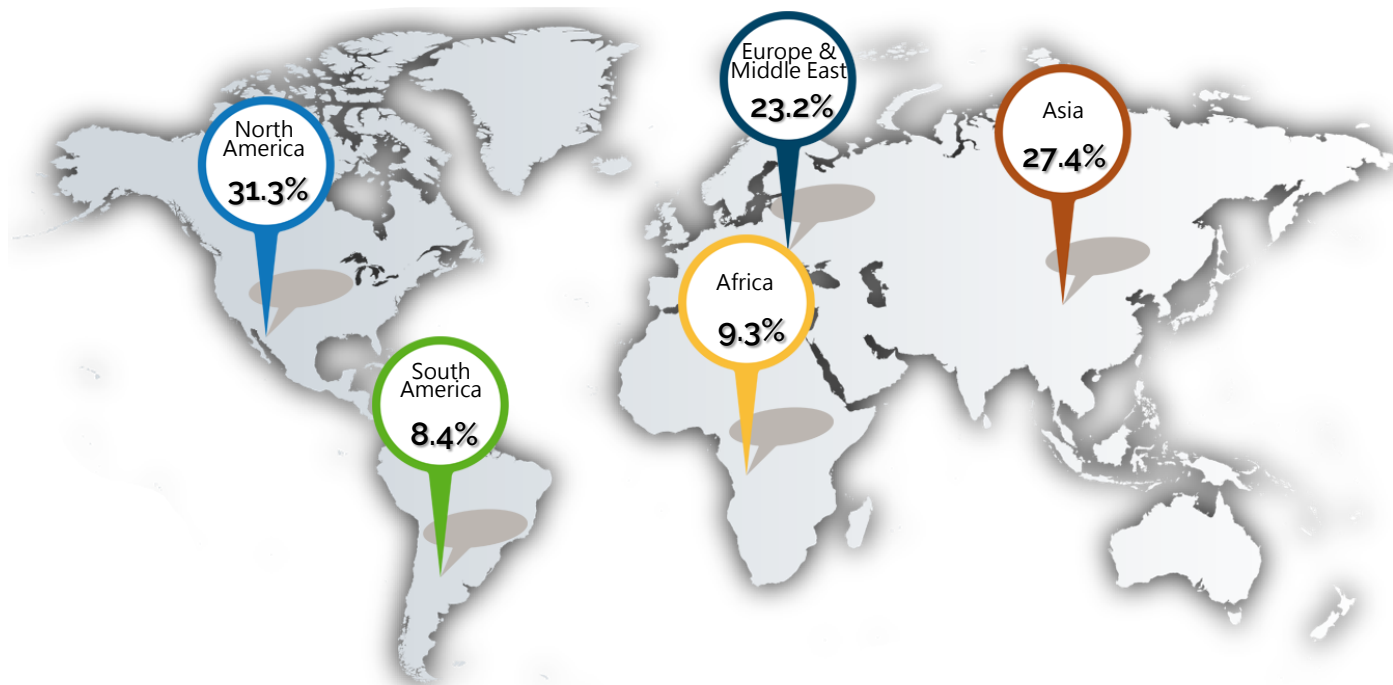 North
America
31.3%
South
America
8.4%
Europe &
Middle East
23.2%
Africa
9.3%
Asia
27.4%